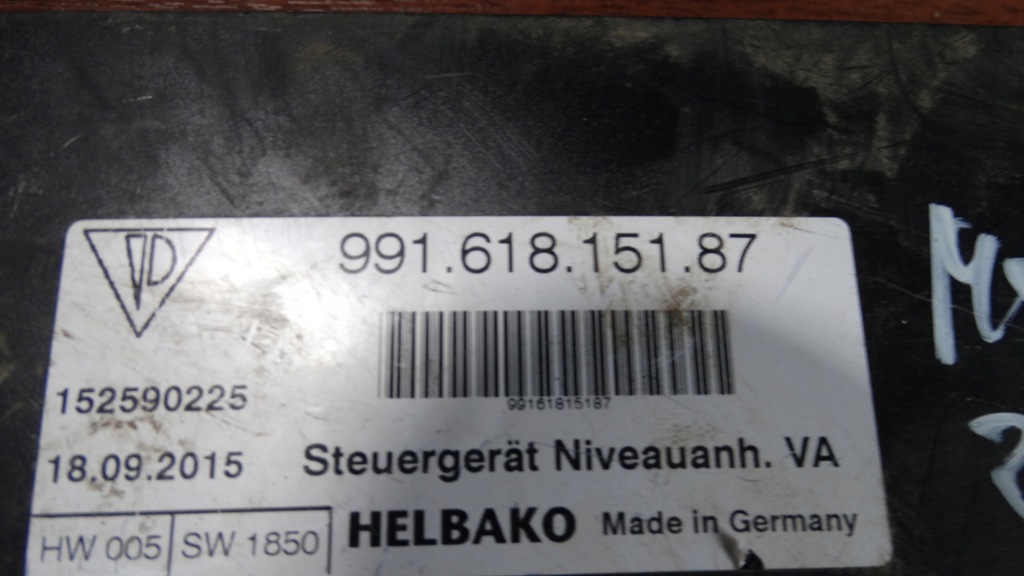 991.618.151.87
99161815187
152590225
18.09.2015 Steuergerät Niveauanh. VA
HW 005 SW 1850 HELBAKO Made in Germany